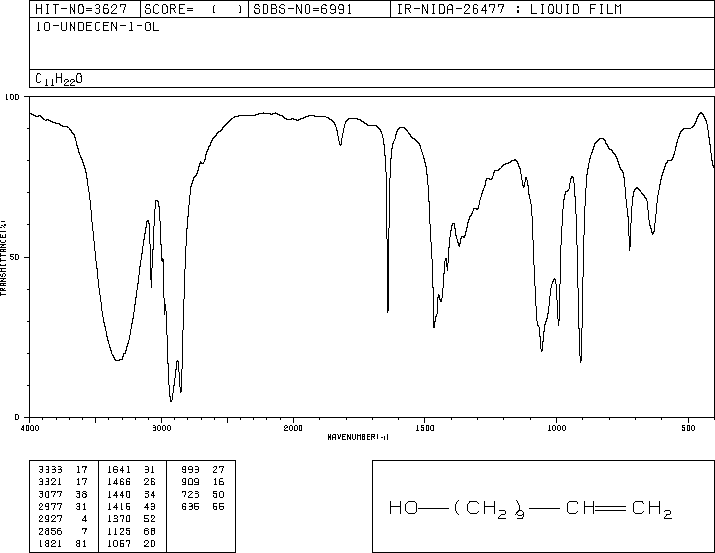 HIT-NO=3627 SCORE= ( ) SDBS-NO=6991 IR-NIDA-26477 : LIQUID FILM
10-UNDECEN-1-OL
C11H22O
100
50
0
TRANSMITTANCE(%)
4000 3000 2000 1500 1000 500
WAVENUMBER(-1)
3333 17 1641 31 993 27
3321 17 1466 26 909 16
3077 38 1440 34 723 50
2977 31 1416 43 636 55
2927 4 1370 52
2856 7 1125 68
1821 81 1057 20
HO—(CH2)9—CH=CH2